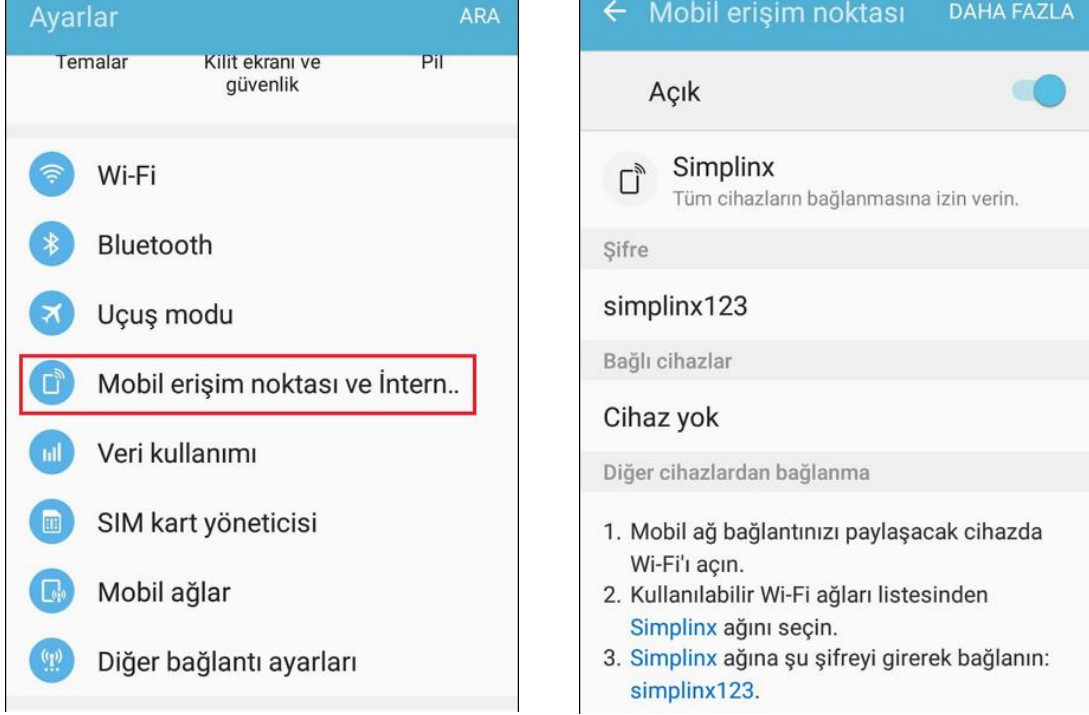 Ayarlar ARA
Temalar Kilit ekranı ve güvenlik Pil
Wi-Fi
Bluetooth
Uçuş modu
Mobil erişim noktası ve İntern..
Veri kullanımı
SIM kart yöneticisi
Mobil ağlar
Diğer bağlantı ayarları
Mobil erişim noktası DAHA FAZLA
Açık
Simplinx
Tüm cihazların bağlanmasına izin verin.
Şifre
simplinx123
Bağlı cihazlar
Cihaz yok
Diğer cihazlardan bağlanma
1. Mobil ağ bağlantınızı paylaşacak cihazda
Wi-Fi'ı açın.
2. Kullanılabilir Wi-Fi ağları listesinden
Simplinx ağını seçin.
3. Simplinx ağına şu şifreyi girerek bağlanın:
simplinx123.